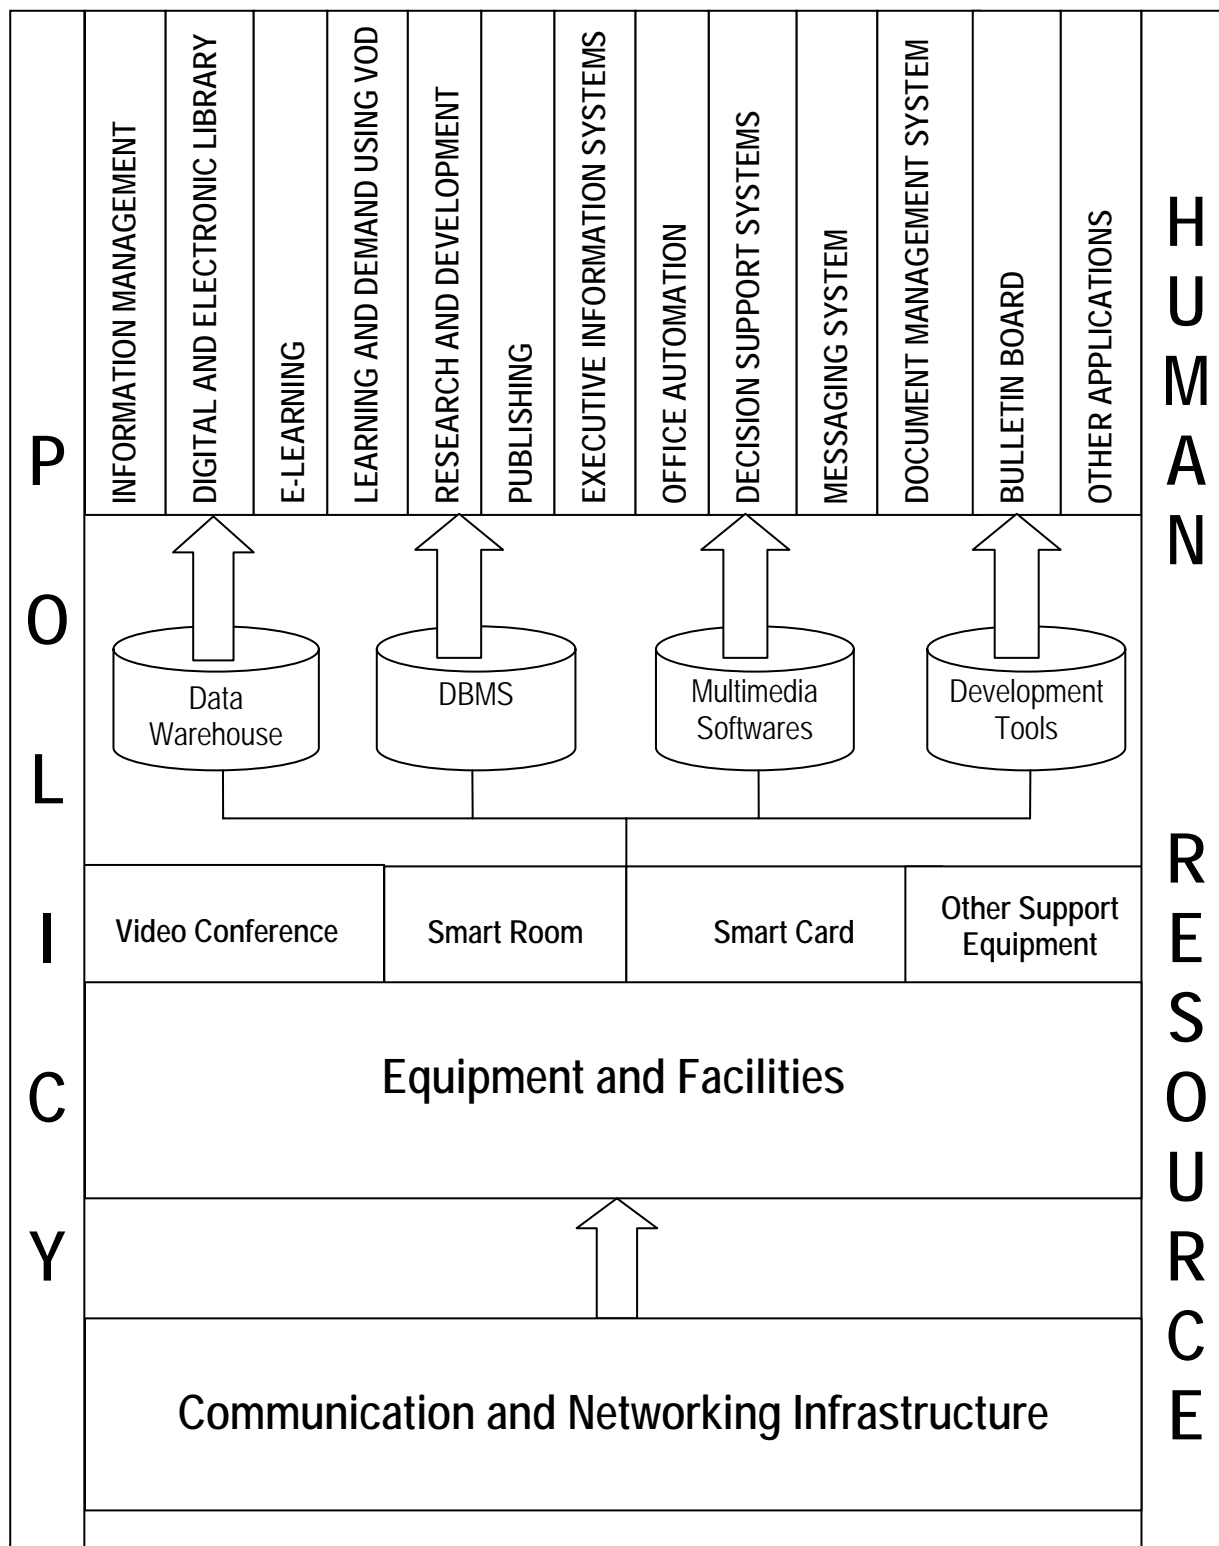 POLICY
INFORMATION MANAGEMENT
DIGITAL AND ELECTRONIC LIBRARY
E-LEARNING
LEARNING AND DEMAND USING VOD
RESEARCH AND DEVELOPMENT
PUBLISHING
EXECUTIVE INFORMATION SYSTEMS
OFFICE AUTOMATION
DECISION SUPPORT SYSTEMS
MESSAGING SYSTEM
DOCUMENT MANAGEMENT SYSTEM
BULLETIN BOARD
OTHER APPLICATIONS
HUMAN RESOURCE
Data
Warehouse
DBMS
Multimedia
Softwares
Development
Tools
Video Conference
Smart Room
Smart Card
Other Support
Equipment
Equipment and Facilities
Communication and Networking Infrastructure